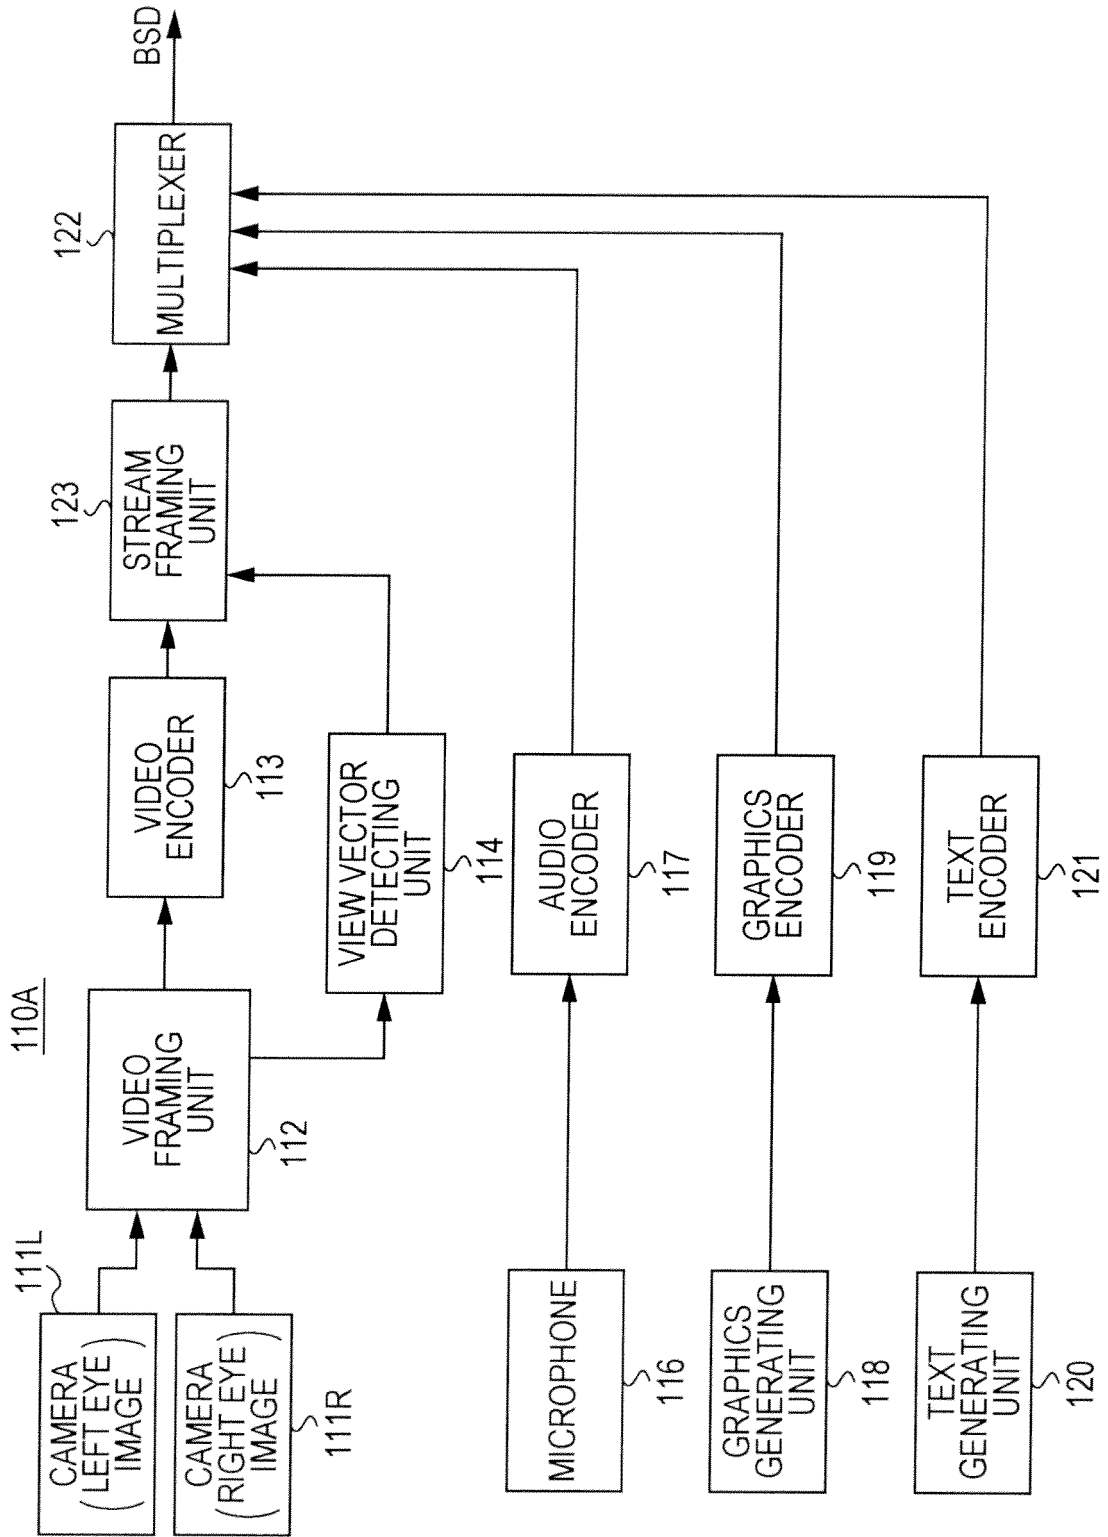 110A
111L
CAMERA
(LEFT EYE
IMAGE)
CAMERA
(RIGHT EYE
IMAGE)
111R
VIDEO
FRAMING
UNIT
112
VIDEO
ENCODER
113
123
STREAM
FRAMING
UNIT
122
MULTIPLEXER
BSD
VIEW VECTOR
DETECTING
UNIT
114
MICROPHONE
116
AUDIO
ENCODER
117
GRAPHICS
GENERATING
UNIT
118
GRAPHICS
ENCODER
119
TEXT
GENERATING
UNIT
120
TEXT
ENCODER
121